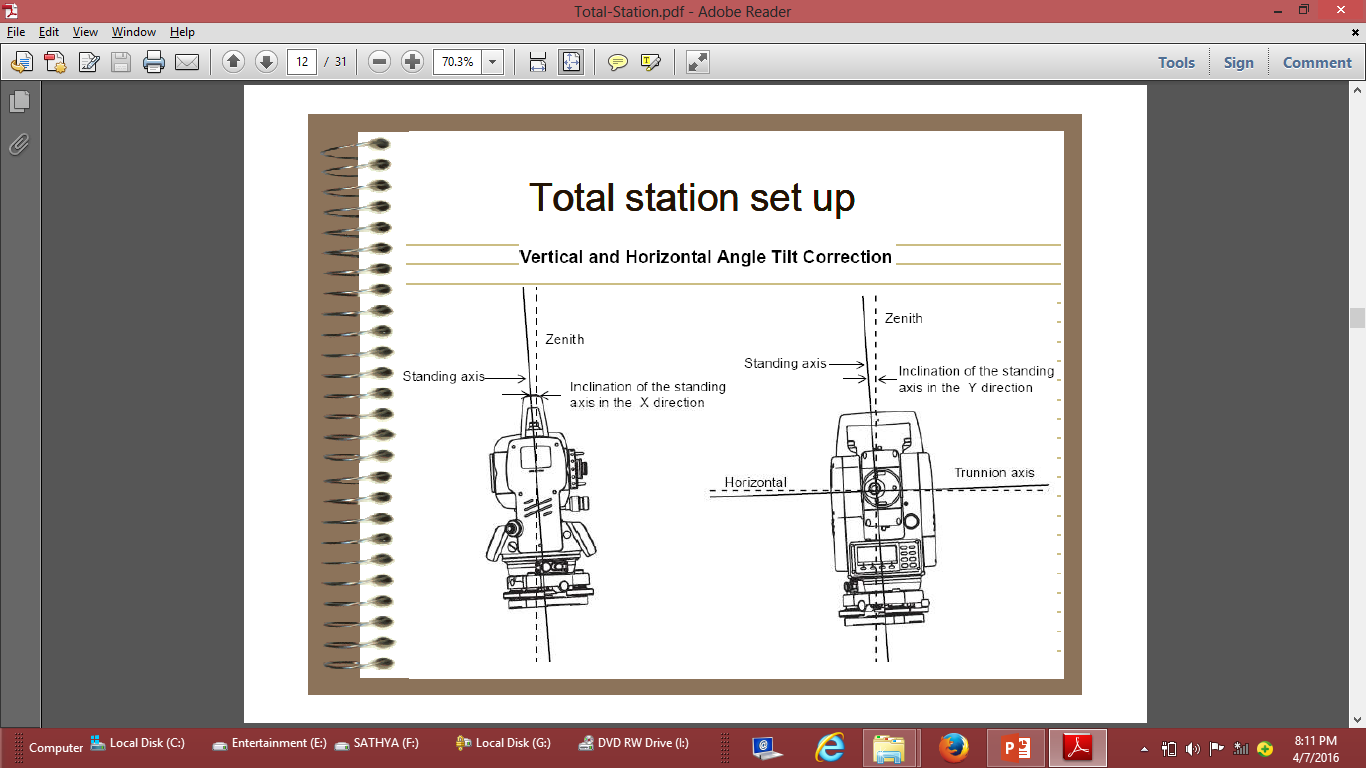 Total-Station.pdf - Adobe Reader
File Edit View Window Help
12 / 31 70.3% Tools Sign Comment
Total station set up
Vertical and Horizontal Angle Tilt Correction
Zenith
Standing axis
Inclination of the standing
axis in the X direction
Zenith
Standing axis
Inclination of the standing
axis in the Y direction
Horizontal
Trunnion axis
Computer Local Disk (C:) Entertainment (E:) SATHYA (F:) Local Disk (G:) DVD RW Drive (I:)
8:11 PM
4/7/2016